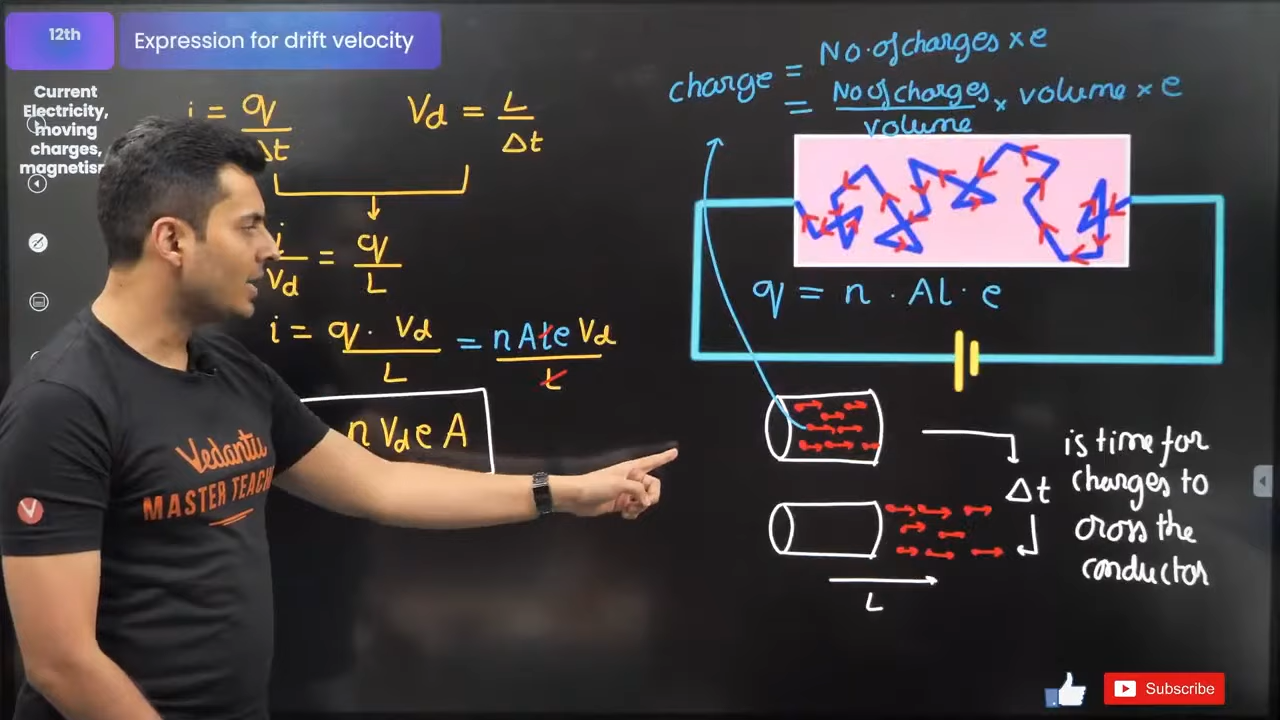 12th
Expression for drift velocity
Current
Electricity,
moving
charges,
magnetism
i = q
Δt
Vd = L
Δt
i
Vd
= q
L
i = q · Vd
L
= nAle Vd
L
n Vd e A
charge = No. of charges × e
= No of charges × volume × e
volume
q = n · Al · e
Δt
is time for
charges to
cross the
conductor
L
Vedantu
MASTER TEACH
V
Subscribe